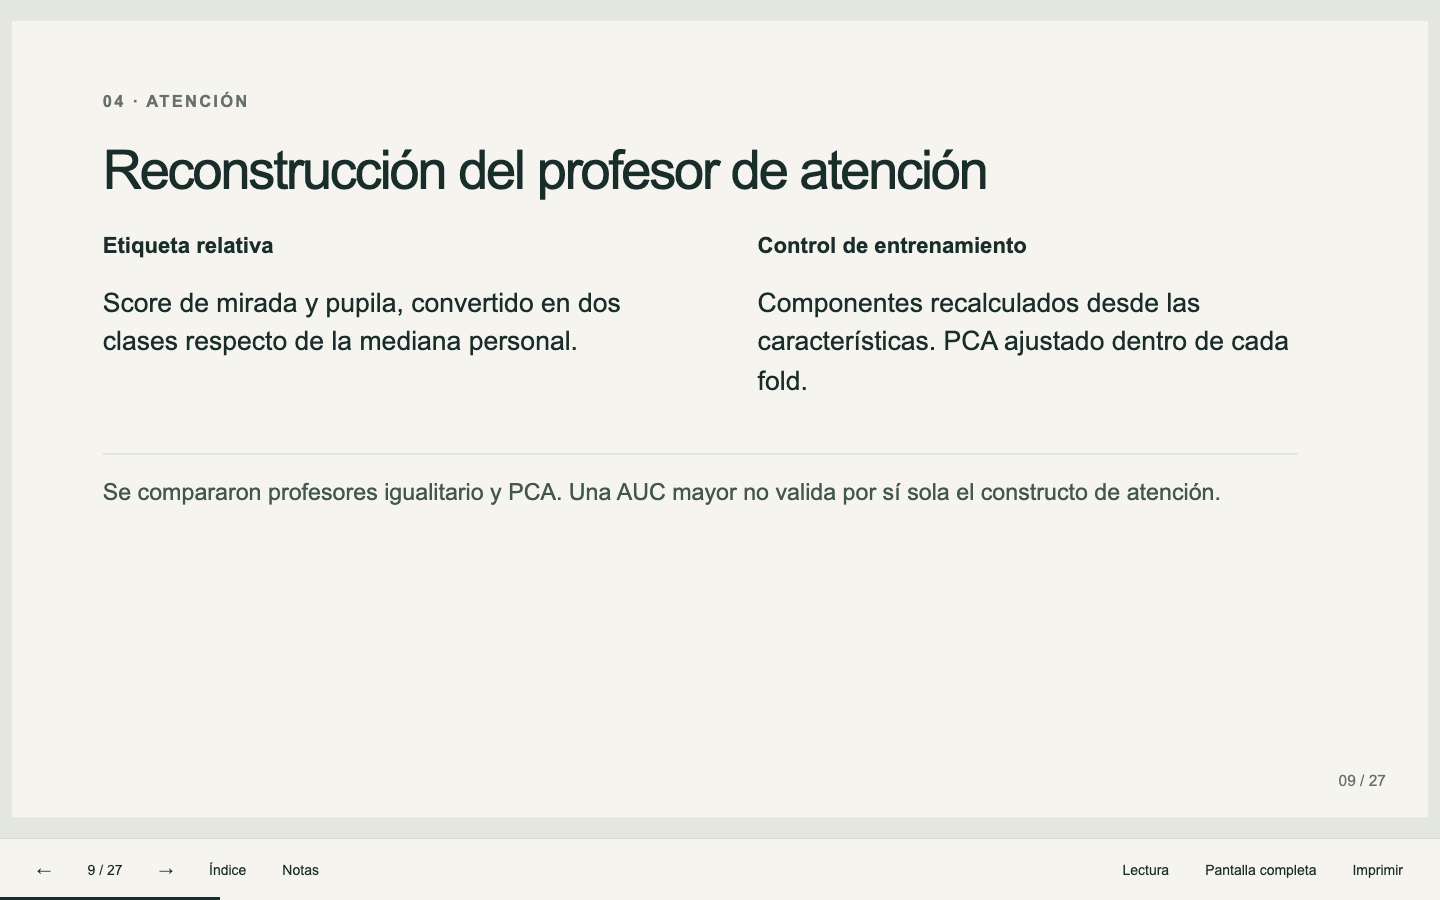 04 · ATENCIÓN
Reconstrucción del profesor de atención
Etiqueta relativa
Score de mirada y pupila, convertido en dos
clases respecto de la mediana personal.
Control de entrenamiento
Componentes recalculados desde las
características. PCA ajustado dentro de cada
fold.
Se compararon profesores igualitario y PCA. Una AUC mayor no valida por sí sola el constructo de atención.
09 / 27
← 9 / 27 → Índice Notas Lectura Pantalla completa Imprimir